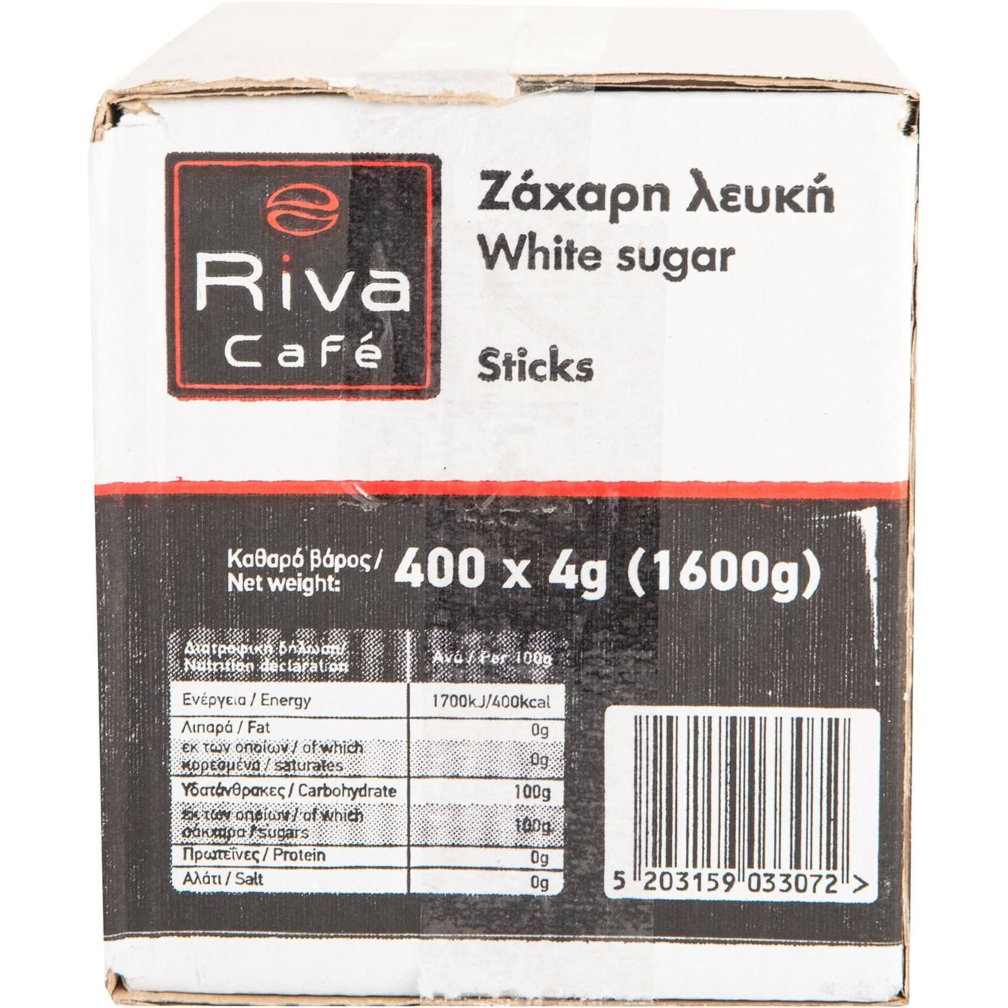 Riva
Café
Ζάχαρη λευκή
White sugar
Sticks
Καθαρό βάρος /
Net weight:
400 x 4g (1600g)
Διατροφική δήλωση/
Nutrition declaration
Ανά / Per 100g
Ενέργεια / Energy
1700kJ/400kcal
Λιπαρά / Fat
0g
εκ των οποίων / of which
κορεσμένα / saturates
0g
Υδατάνθρακες / Carbohydrate
100g
εκ των οποίων / of which
σάκχαρα / sugars
100g
Πρωτεΐνες / Protein
0g
Αλάτι / Salt
0g
5 203159 033072 >